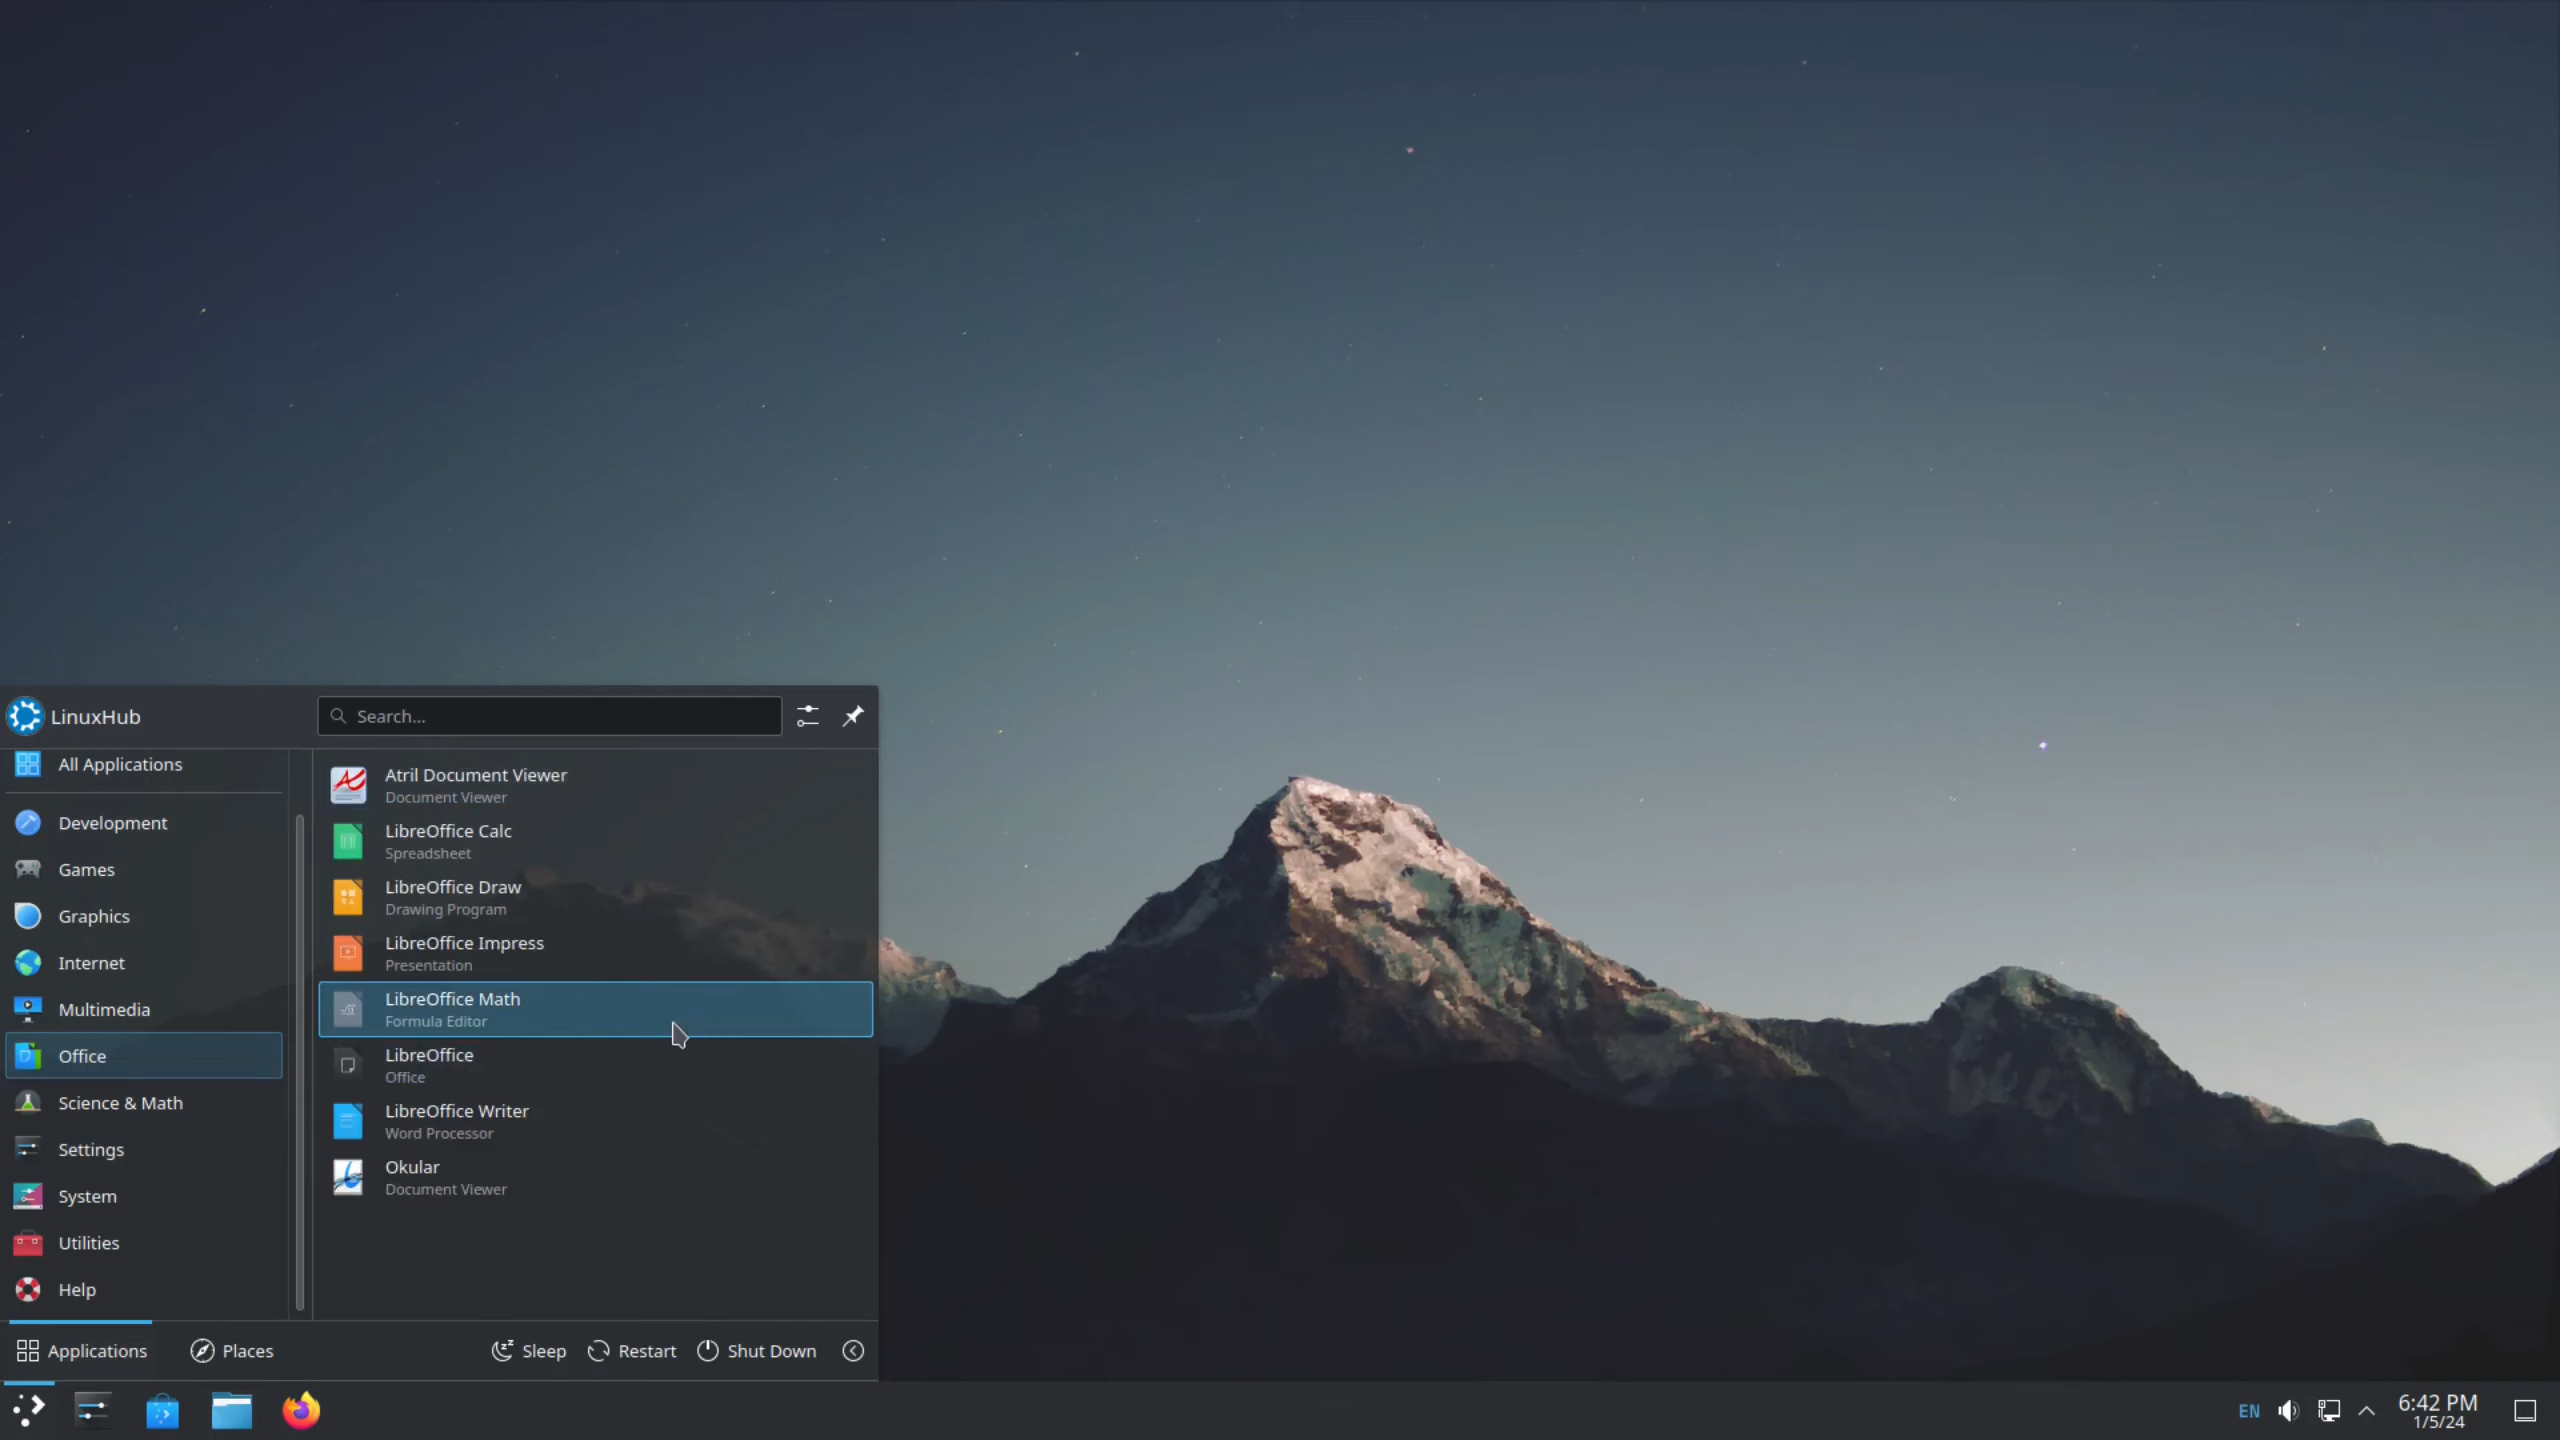 LinuxHub
Search...
All Applications
Development
Games
Graphics
Internet
Multimedia
Office
Science & Math
Settings
System
Utilities
Help
Atril Document Viewer
Document Viewer
LibreOffice Calc
Spreadsheet
LibreOffice Draw
Drawing Program
LibreOffice Impress
Presentation
LibreOffice Math
Formula Editor
LibreOffice
Office
LibreOffice Writer
Word Processor
Okular
Document Viewer
Applications
Places
Sleep
Restart
Shut Down
EN
6:42 PM
1/5/24